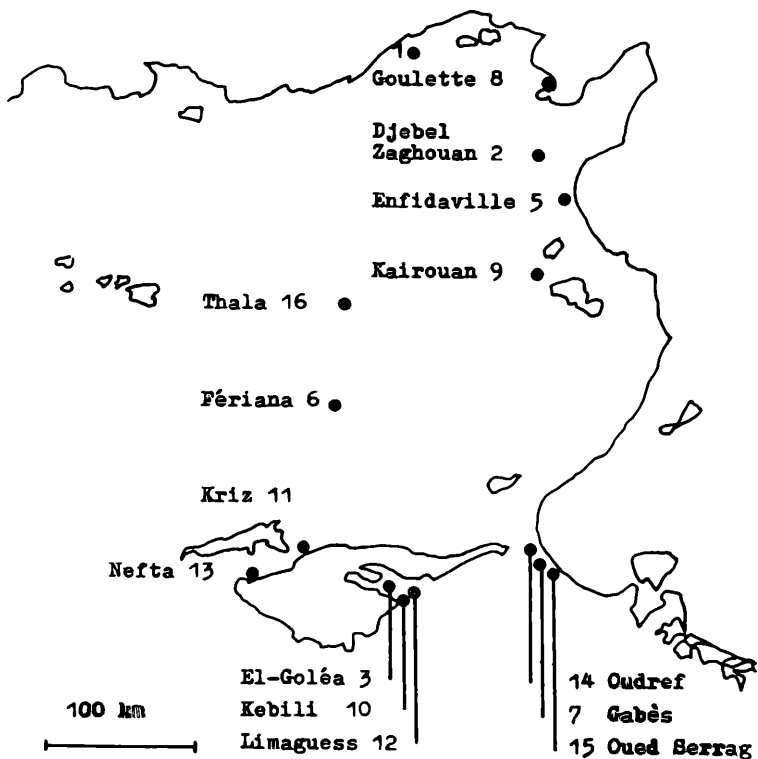 1
Goulette 8
Djebel
Zaghouan 2
Enfidaville 5
Kairouan 9
Thala 16
Fériana 6
Kriz 11
Nefta 13
El-Goléa 3
14 Oudref
100 km
Kebili 10
7 Gabès
Limaguess 12
15 Oued Serrag